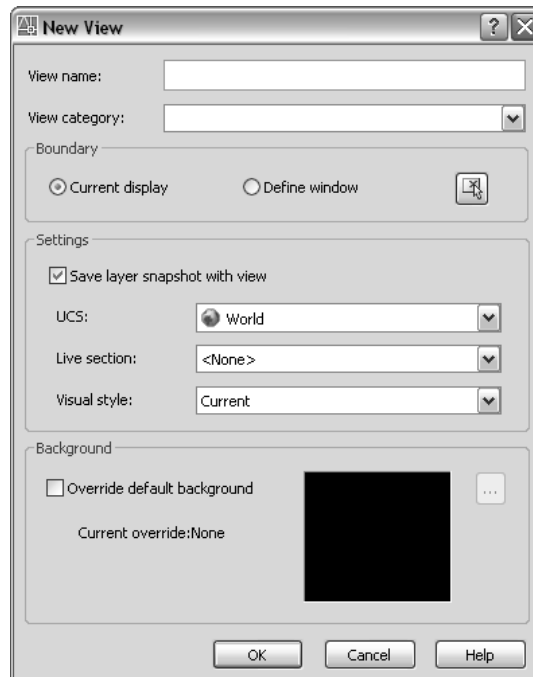 New View
View name:
View category:
Boundary
Current display
Define window
Settings
Save layer snapshot with view
UCS:
World
Live section:
<None>
Visual style:
Current
Background
Override default background
...
Current override:None
OK
Cancel
Help